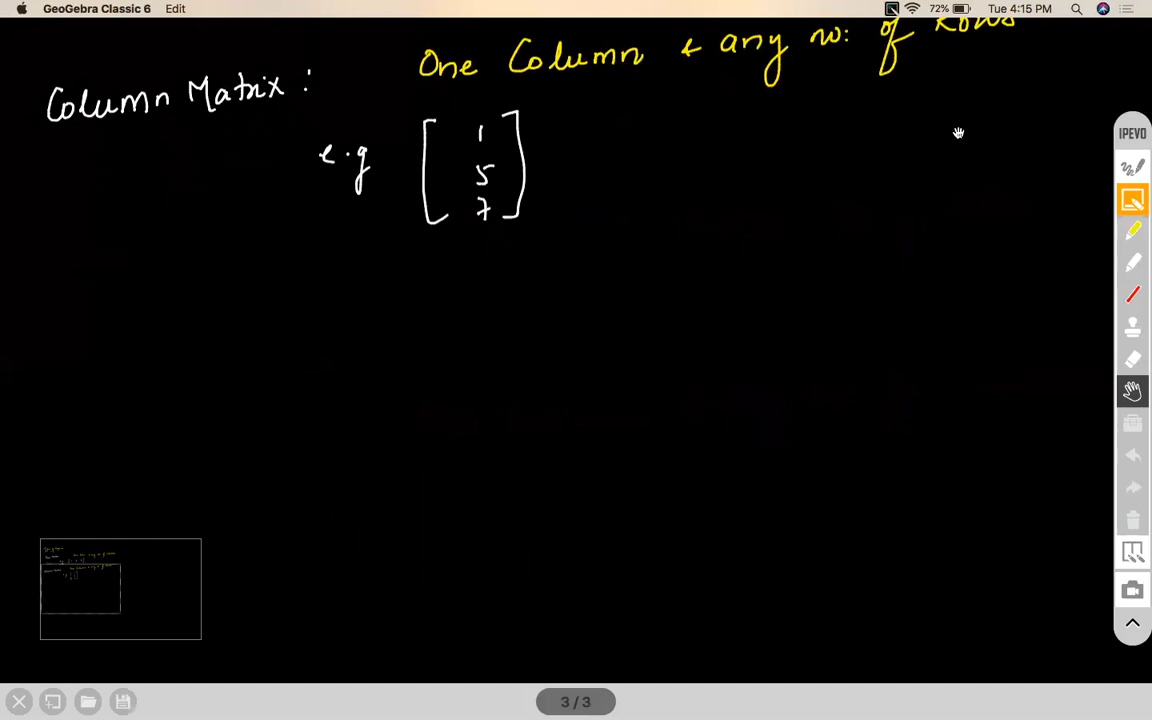 GeoGebra Classic 6 Edit 72% Tue 4:15 PM
One Column & any no: of Rows
Column Matrix :
IPEVO
e.g
1
5
7
3 / 3